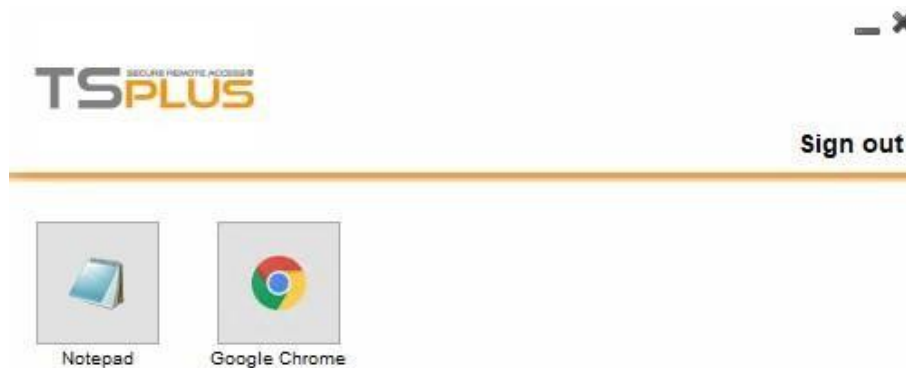 TSPLUS
SECURE REMOTE ACCESS®
Sign out
Notepad
Google Chrome